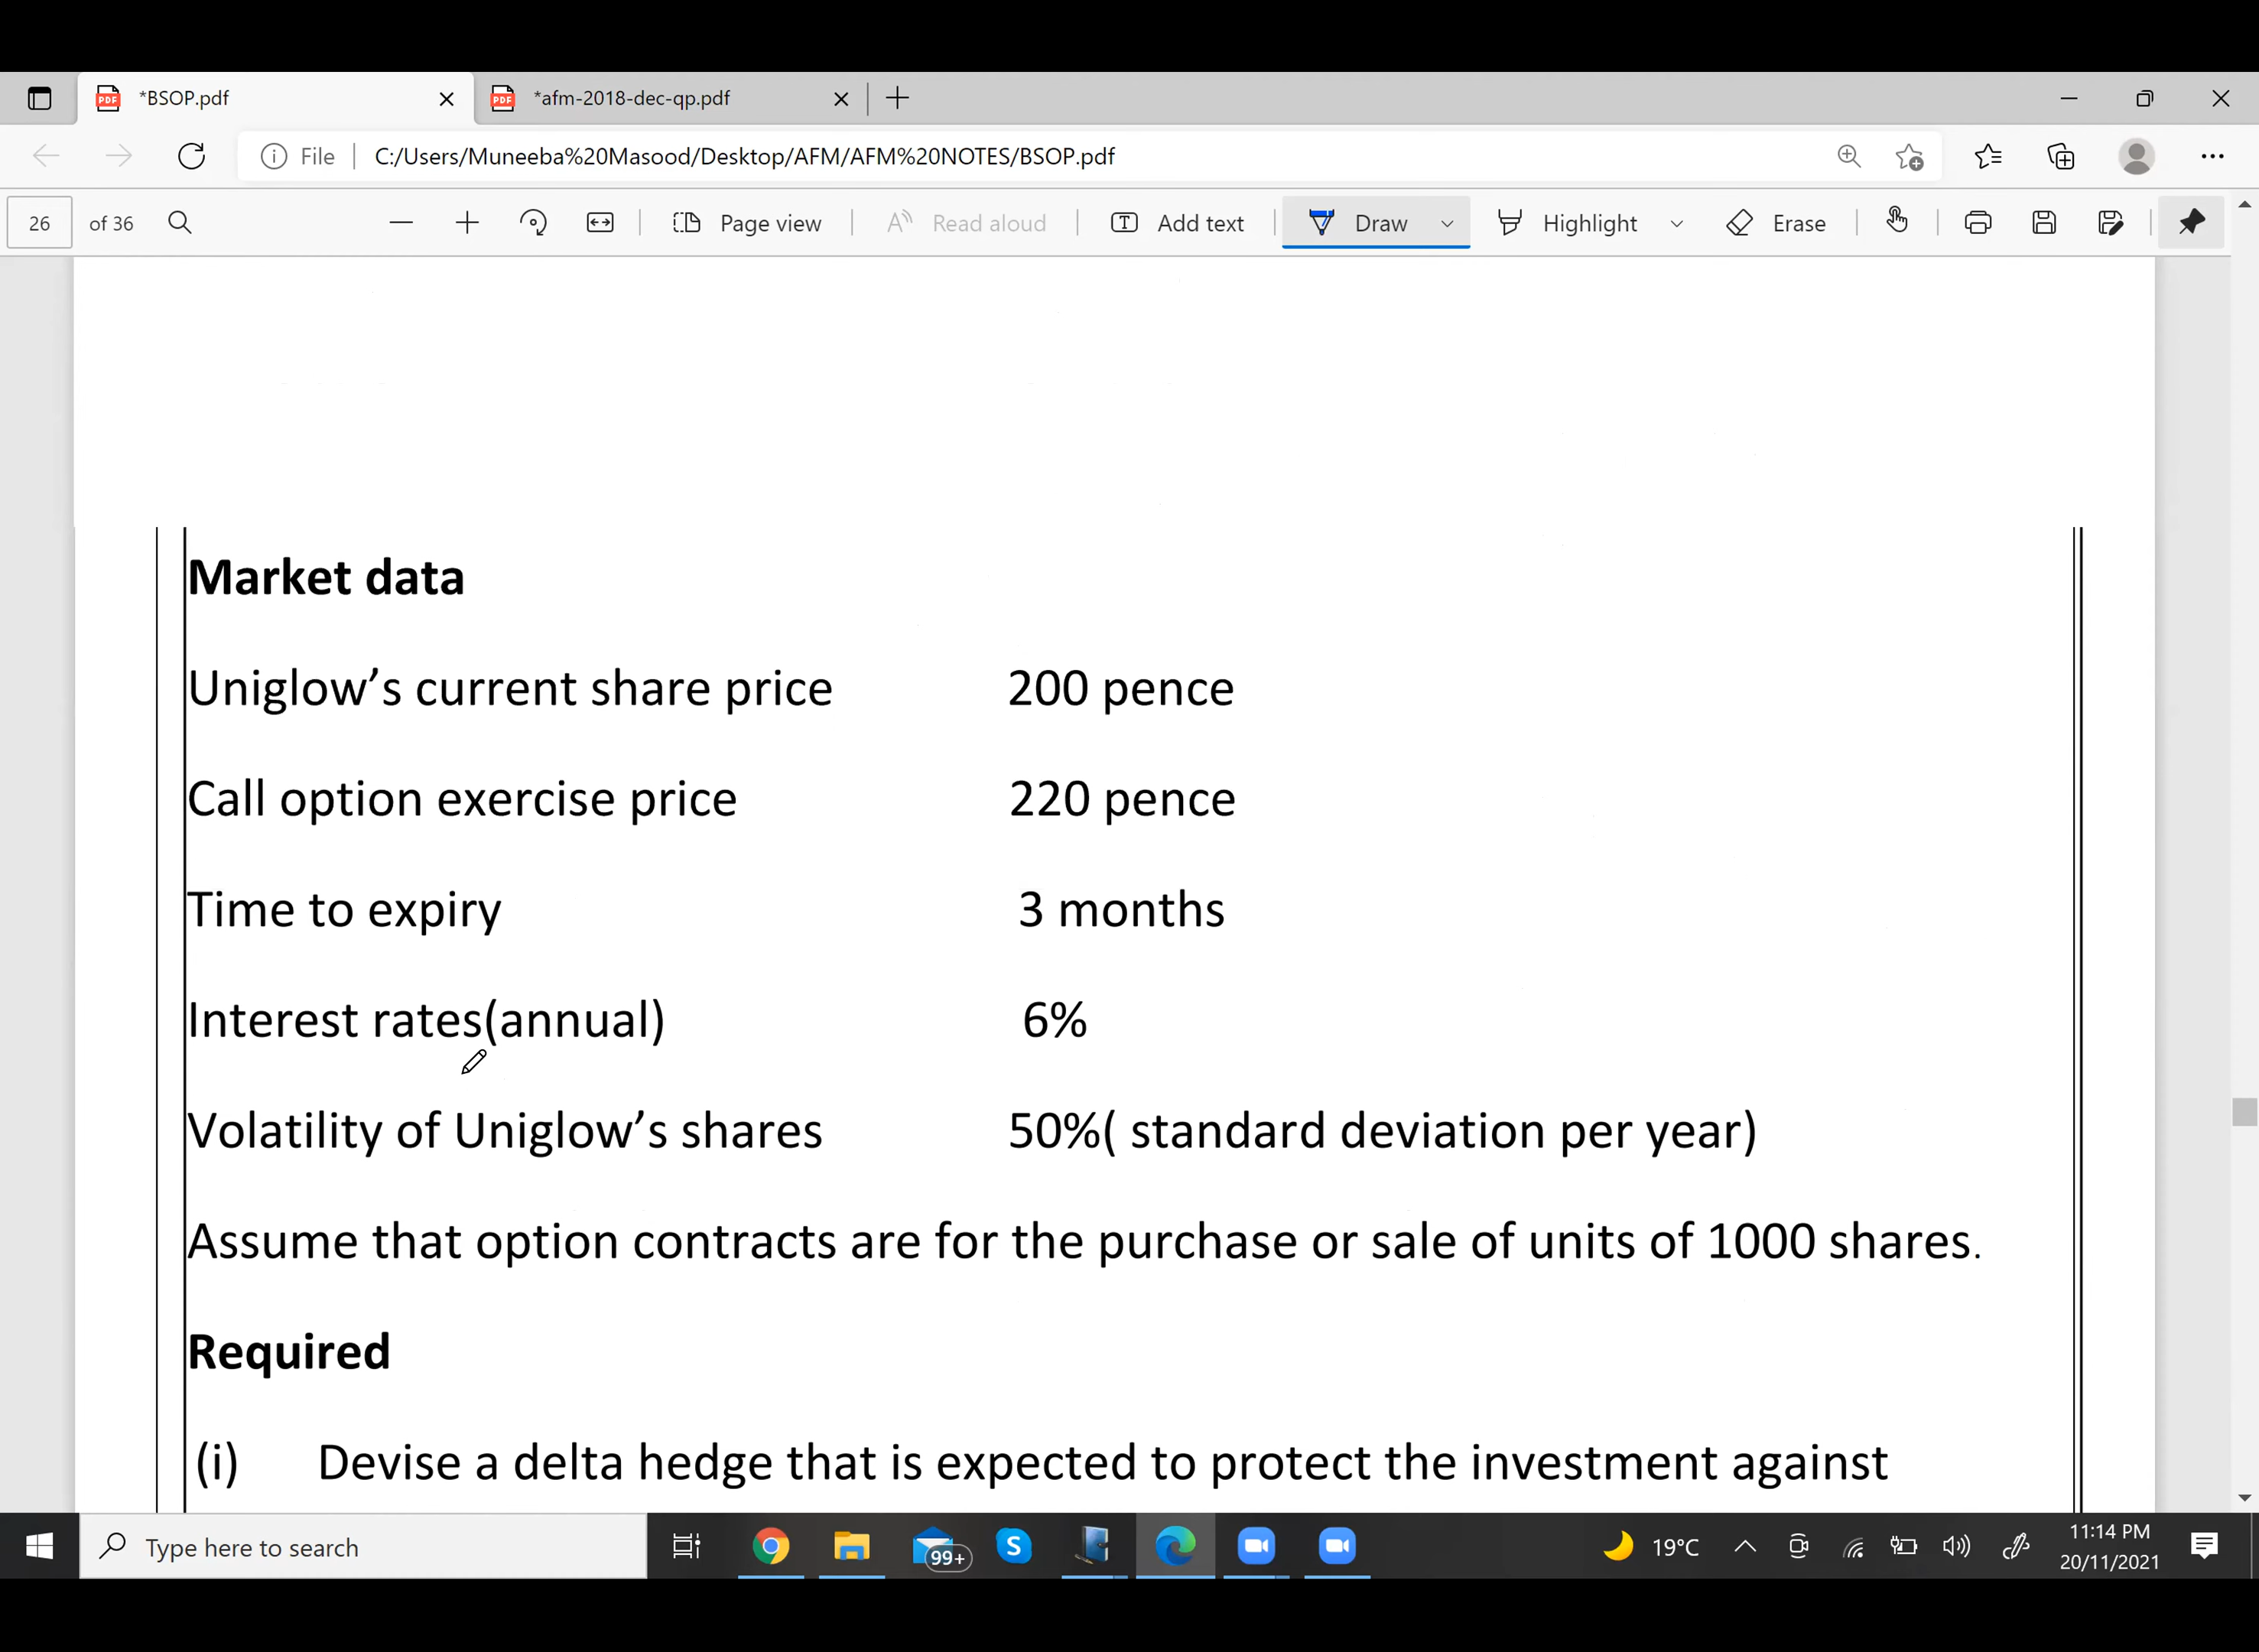 *BSOP.pdf
*afm-2018-dec-qp.pdf
File
C:/Users/Muneeba%20Masood/Desktop/AFM/AFM%20NOTES/BSOP.pdf
26 of 36
Page view
Read aloud
Add text
Draw
Highlight
Erase
Market data
Uniglow’s current share price 200 pence
Call option exercise price 220 pence
Time to expiry 3 months
Interest rates(annual) 6%
Volatility of Uniglow’s shares 50%( standard deviation per year)
Assume that option contracts are for the purchase or sale of units of 1000 shares.
Required
(i) Devise a delta hedge that is expected to protect the investment against
Type here to search
99+
19°C
11:14 PM
20/11/2021